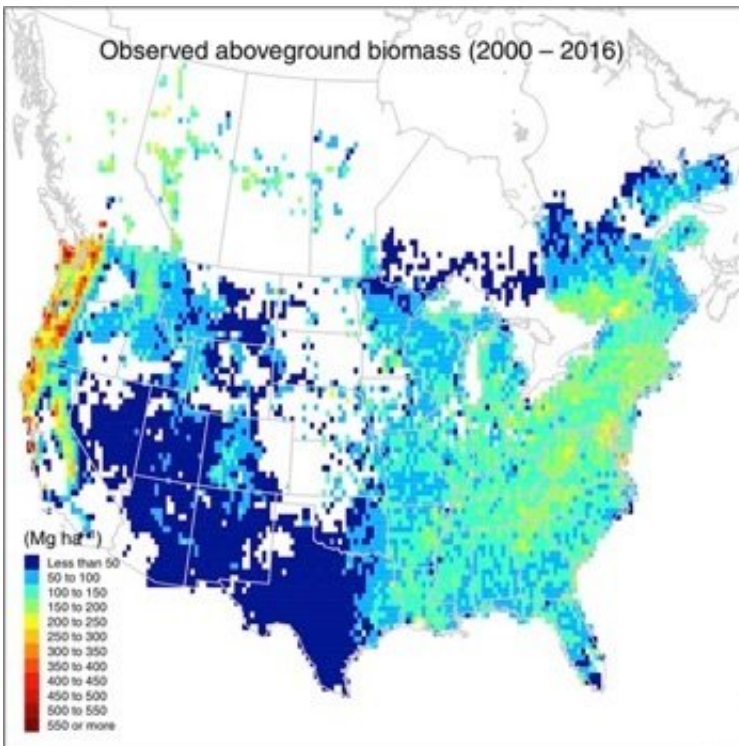 Observed aboveground biomass (2000 – 2016)
(Mg ha⁻¹)
Less than 50
50 to 100
100 to 150
150 to 200
200 to 250
250 to 300
300 to 350
350 to 400
400 to 450
450 to 500
500 to 550
550 or more